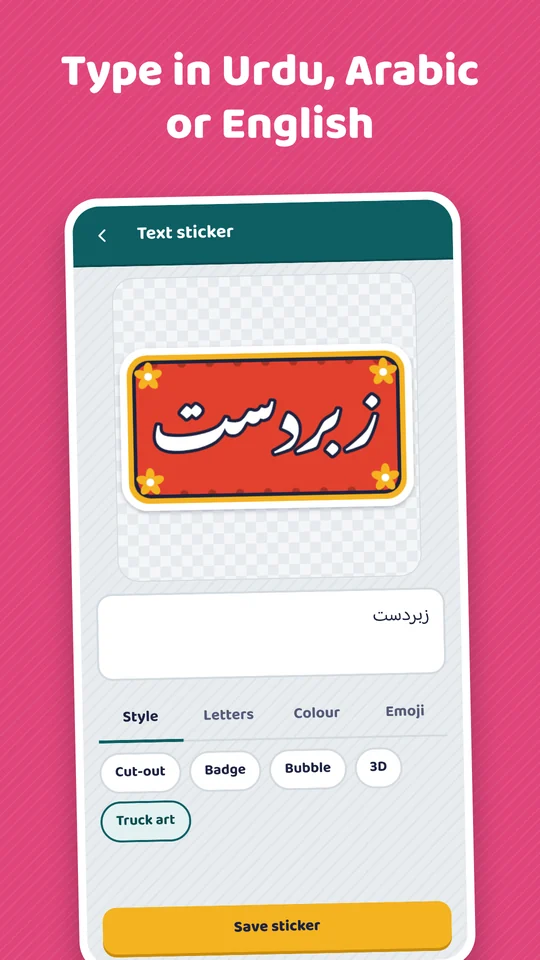 Type in Urdu, Arabic
or English
Text sticker
زبردست
زبردست
Style Letters Colour Emoji
Cut-out Badge Bubble 3D
Truck art
Save sticker